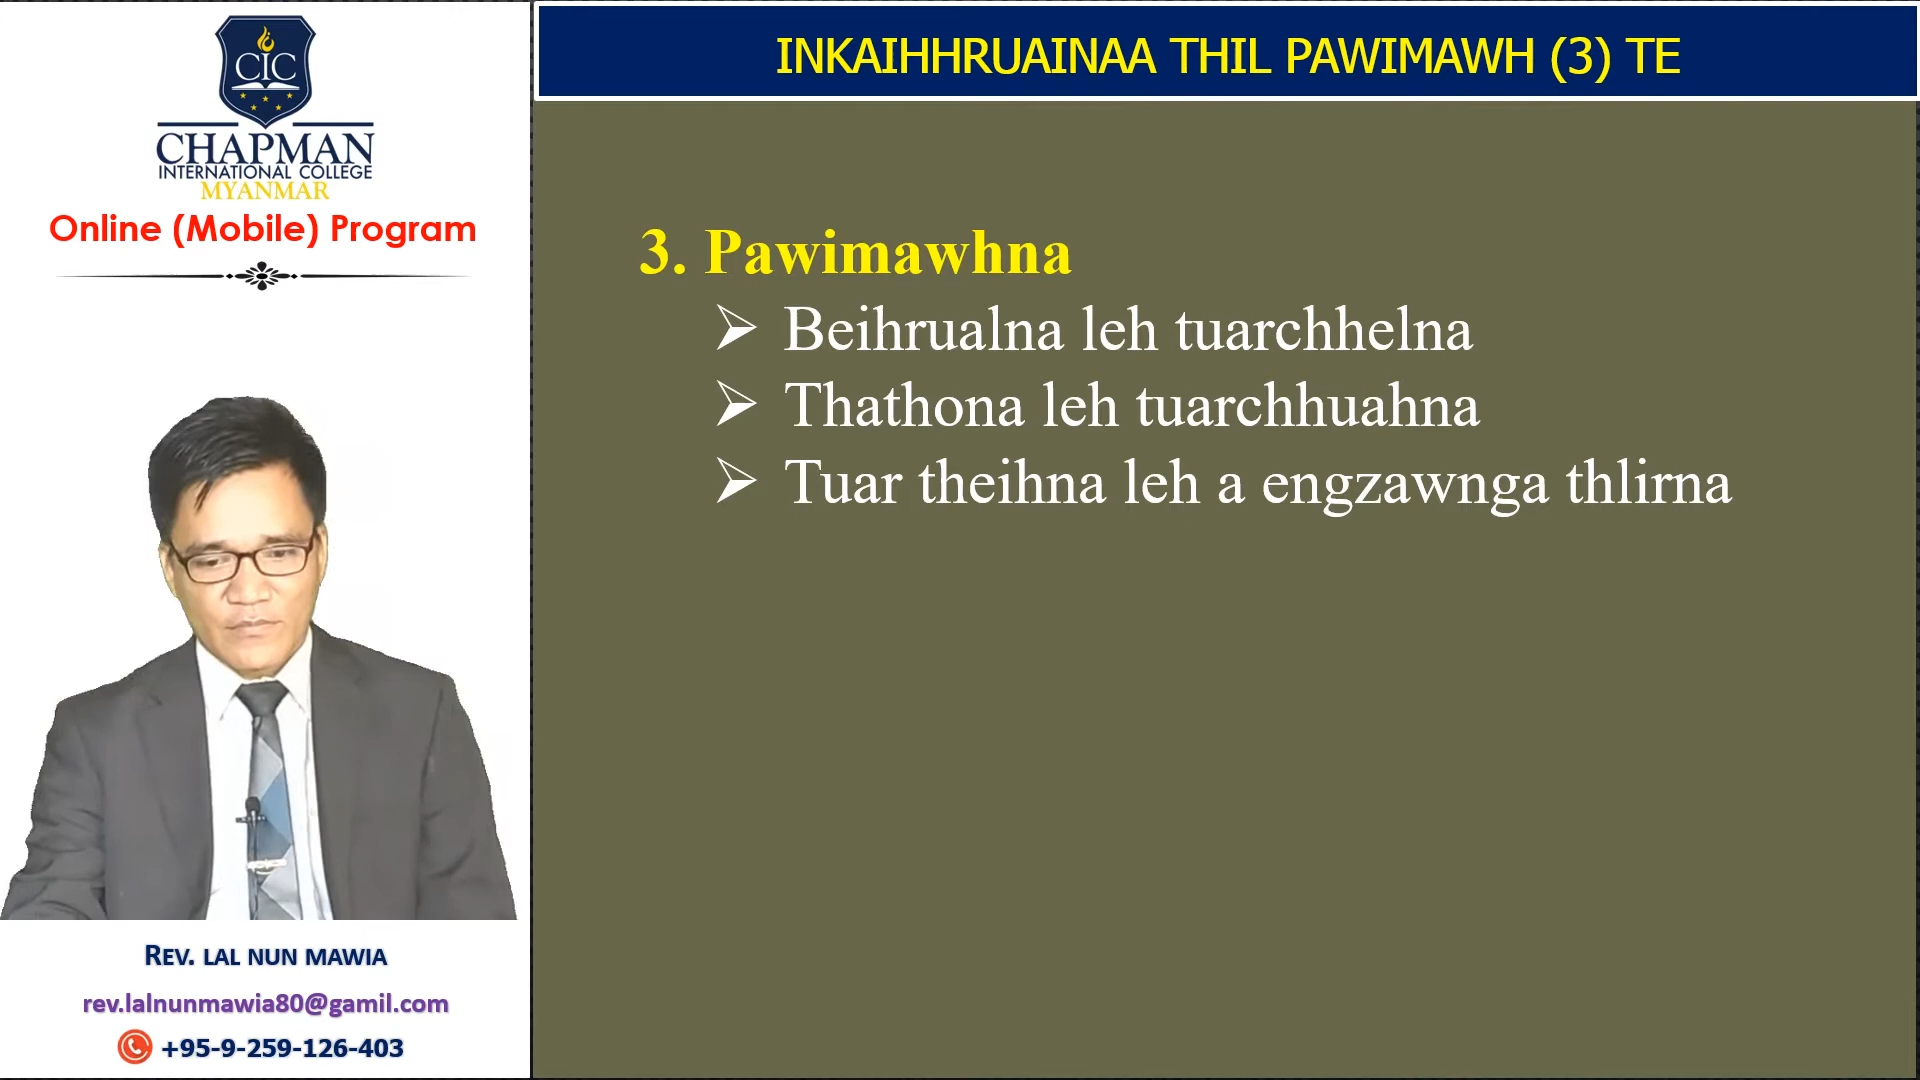 CIC
CHAPMAN
INTERNATIONAL COLLEGE
MYANMAR
Online (Mobile) Program
REV. LAL NUN MAWIA
rev.lalnunmawia80@gamil.com
+95-9-259-126-403
INKAIHHRUAINAA THIL PAWIMAWH (3) TE
3. Pawimawhna
➢ Beihrualna leh tuarchhelna
➢ Thathona leh tuarchhuahna
➢ Tuar theihna leh a engzawnga thlirna